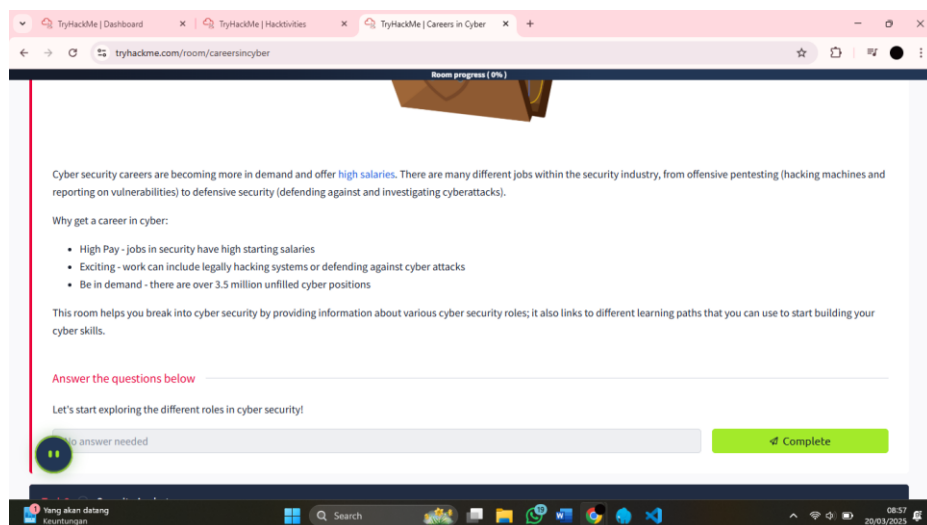 TryHackMe | Dashboard
TryHackMe | Hacktivities
TryHackMe | Careers in Cyber
tryhackme.com/room/careersincyber
Room progress ( 0% )
Cyber security careers are becoming more in demand and offer high salaries. There are many different jobs within the security industry, from offensive pentesting (hacking machines and
reporting on vulnerabilities) to defensive security (defending against and investigating cyberattacks).
Why get a career in cyber:
High Pay - jobs in security have high starting salaries
Exciting - work can include legally hacking systems or defending against cyber attacks
Be in demand - there are over 3.5 million unfilled cyber positions
This room helps you break into cyber security by providing information about various cyber security roles; it also links to different learning paths that you can use to start building your
cyber skills.
Answer the questions below
Let's start exploring the different roles in cyber security!
No answer needed
Complete
1
Yang akan datang
Keuntungan
Search
08:57
20/03/2025